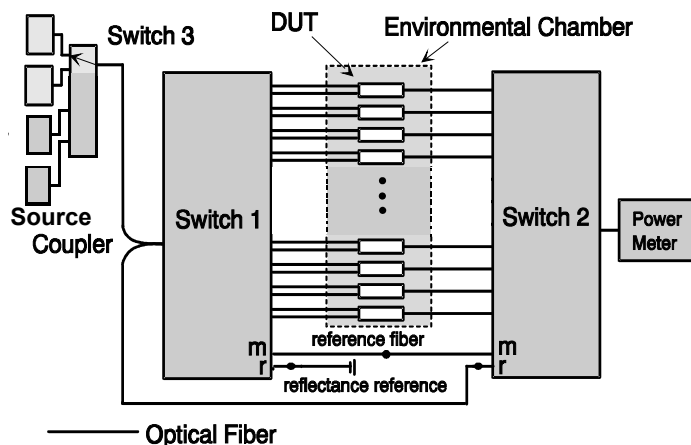 Switch 3
DUT
Environmental Chamber
Source
Coupler
Switch 1
Switch 2
Power
Meter
m
r
reference fiber
reflectance reference
m
r
Optical Fiber